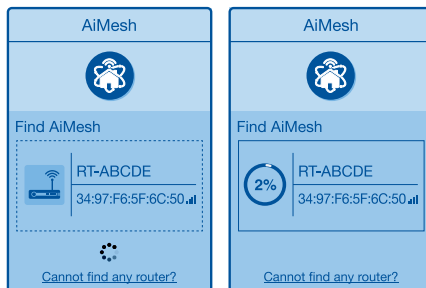 AiMesh
Find AiMesh
RT-ABCDE
34:97:F6:5F:6C:50
Cannot find any router?
AiMesh
Find AiMesh
2%
RT-ABCDE
34:97:F6:5F:6C:50
Cannot find any router?